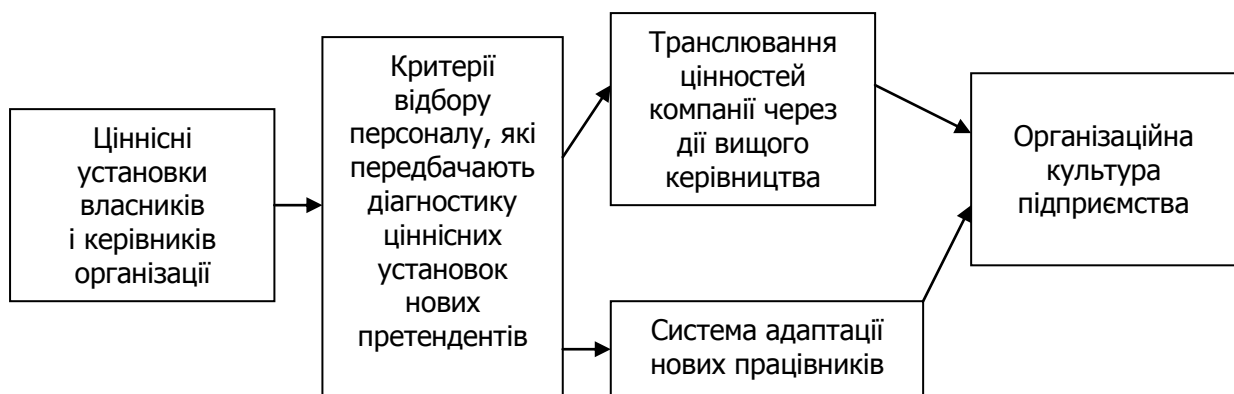 Ціннісні
установки
власників
і керівників
організації
Критерії
відбору
персоналу, які
передбачають
діагностику
ціннісних
установок
нових
претендентів
Транслювання
цінностей
компанії через
дії вищого
керівництва
Система адаптації
нових працівників
Організаційна
культура
підприємства